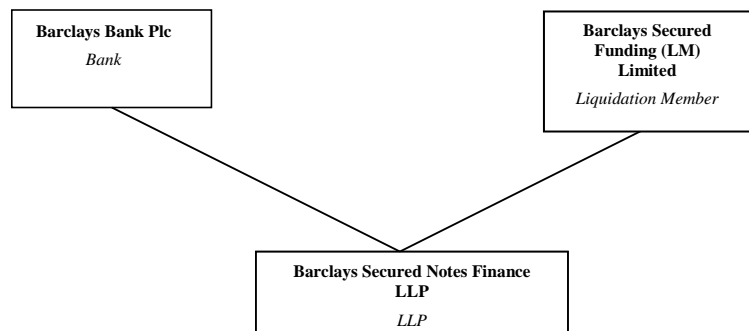 Barclays Bank Plc
Bank
Barclays Secured
Funding (LM)
Limited
Liquidation Member
Barclays Secured Notes Finance
LLP
LLP